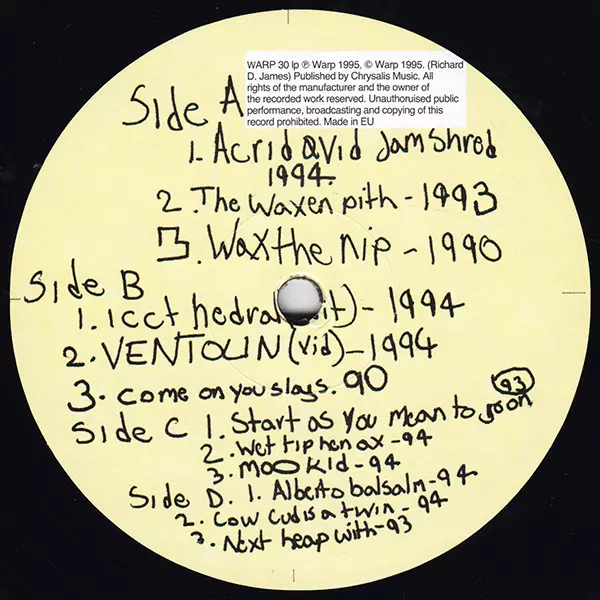 WARP 30 lp ℗ Warp 1995, © Warp 1995. (Richard
D. James) Published by Chrysalis Music. All
rights of the manufacturer and the owner of
the recorded work reserved. Unauthoruised public
performance, broadcasting and copying of this
record prohibited. Made in EU
Side A
1. Acrid avid Jam Shred
1994.
2. The Waxen pith - 1993
3. Wax the nip - 1990
Side B
1. icct hedral (edit) - 1994
2. VENTOLIN (vid) - 1994
3. come on you slags. 90
Side C 1. Start as you Mean to go on 93
2. Wet tip hen ax - 94
3. MOOkid - 94
Side D. 1. Alberto balsalm - 94
2. Cow cud is a twin - 94
3. Next heap with - 93